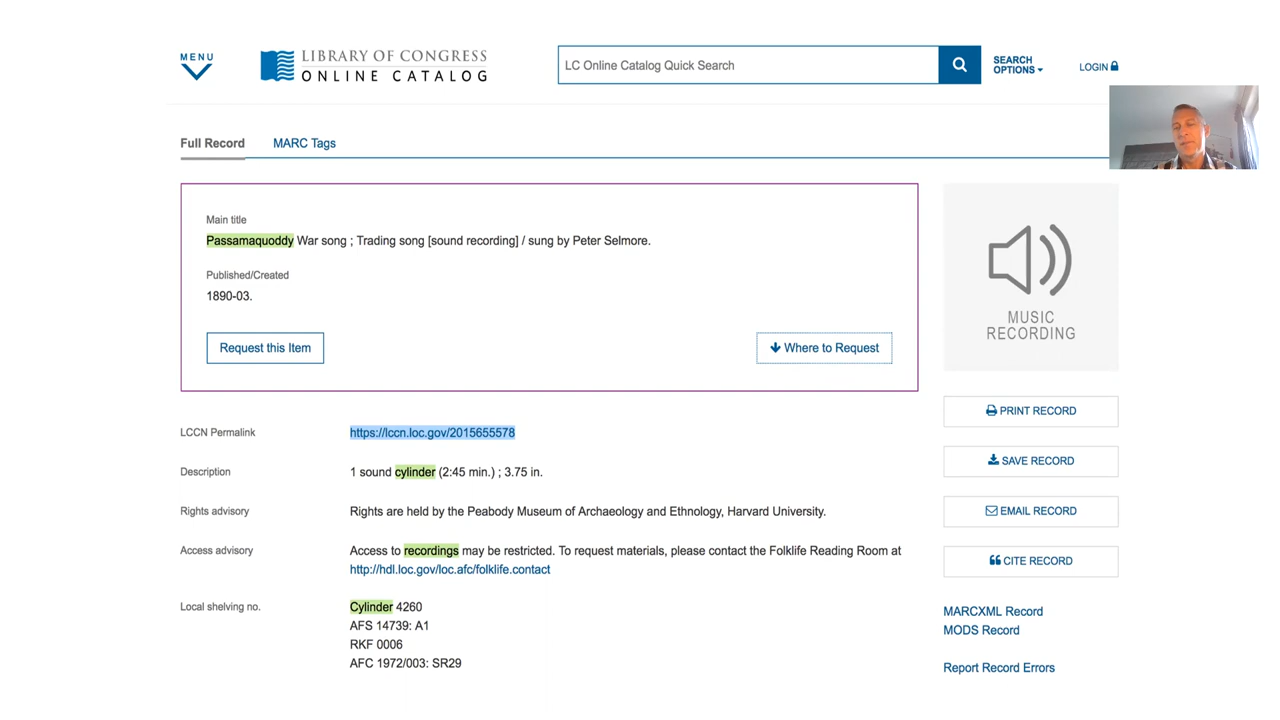 MENU
LIBRARY OF CONGRESS
ONLINE CATALOG
LC Online Catalog Quick Search
SEARCH
OPTIONS
LOGIN
Full Record
MARC Tags
Main title
Passamaquoddy War song ; Trading song [sound recording] / sung by Peter Selmore.
Published/Created
1890-03.
Request this Item
Where to Request
MUSIC
RECORDING
LCCN Permalink
https://lccn.loc.gov/2015655578
Description
1 sound cylinder (2:45 min.) ; 3.75 in.
Rights advisory
Rights are held by the Peabody Museum of Archaeology and Ethnology, Harvard University.
Access advisory
Access to recordings may be restricted. To request materials, please contact the Folklife Reading Room at
http://hdl.loc.gov/loc.afc/folklife.contact
Local shelving no.
Cylinder 4260
AFS 14739: A1
RKF 0006
AFC 1972/003: SR29
PRINT RECORD
SAVE RECORD
EMAIL RECORD
CITE RECORD
MARCXML Record
MODS Record
Report Record Errors